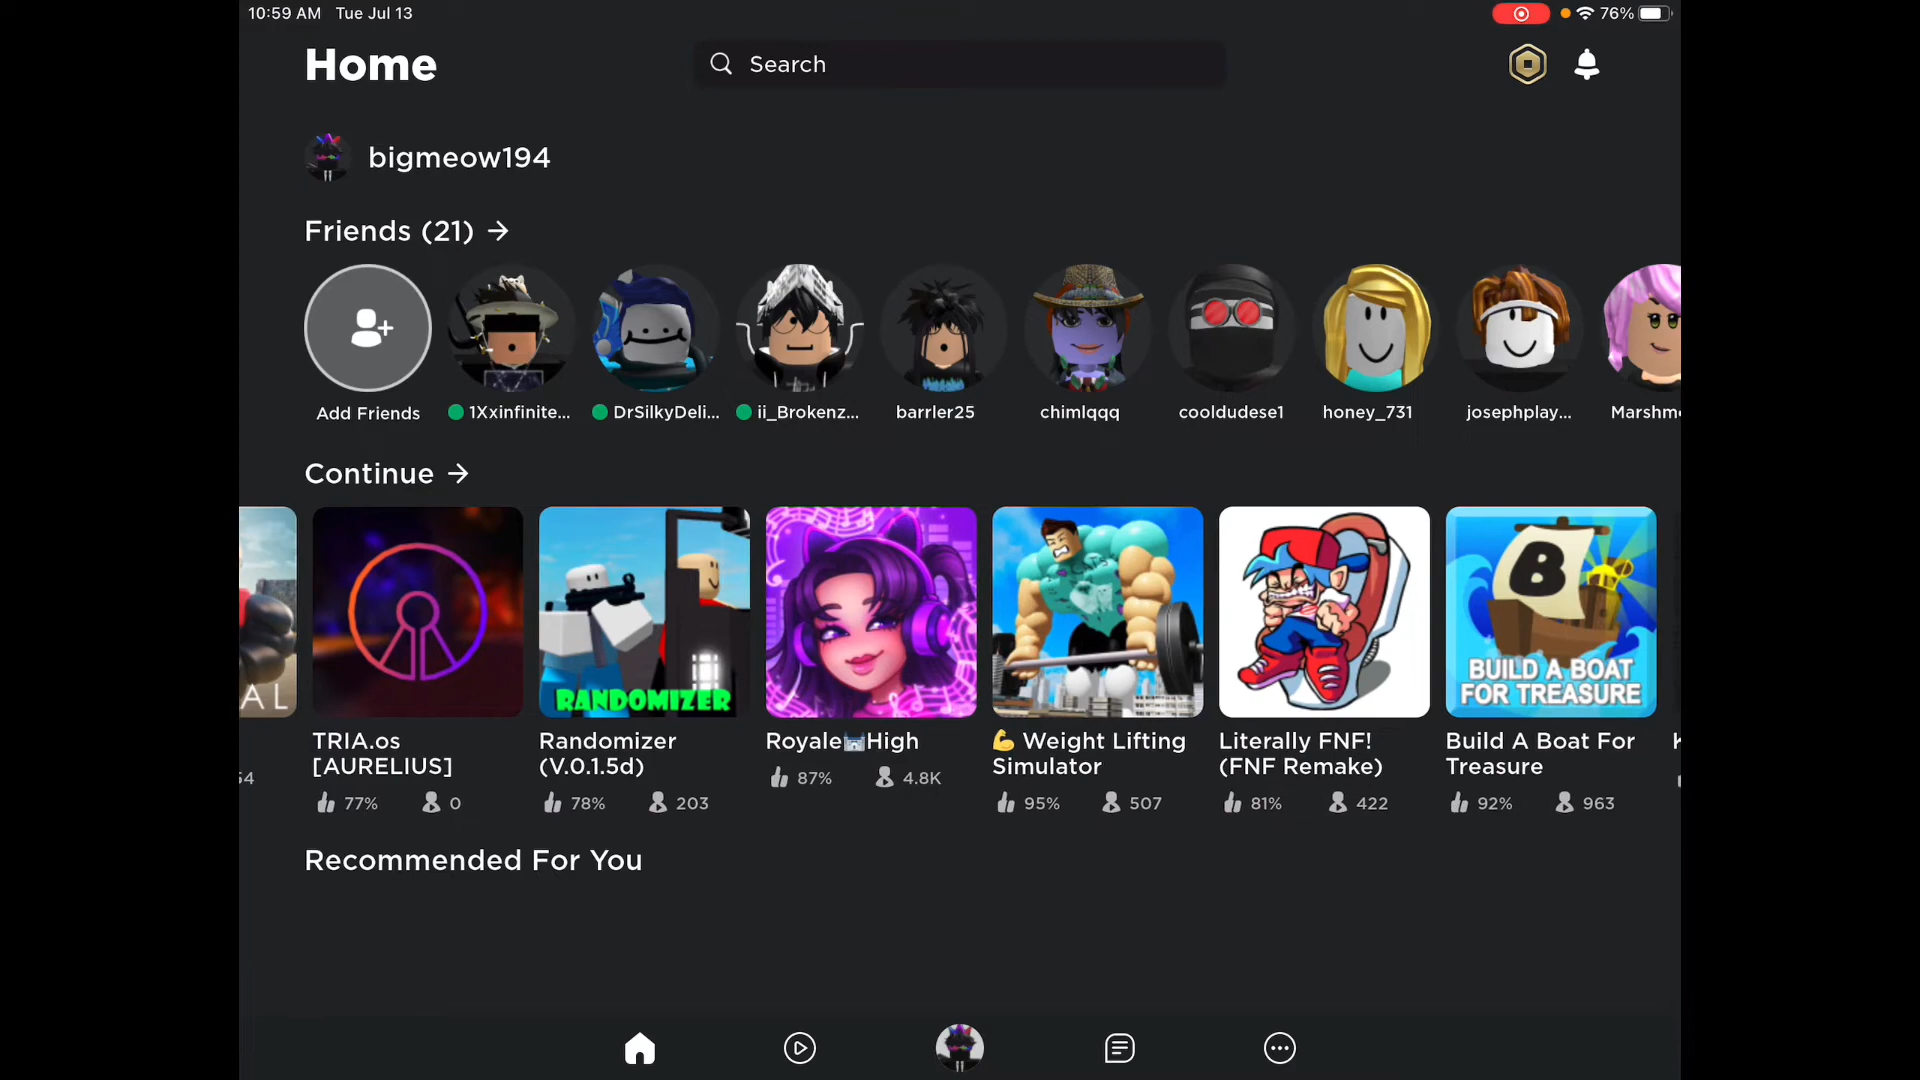 10:59 AM Tue Jul 13
76%
Home
Search
bigmeow194
Friends (21)
Add Friends
1Xxinfinite...
DrSilkyDeli...
ii_Brokenz...
barrler25
chimlqqq
cooldudese1
honey_731
josephplay...
Marshm
Continue
AL
RANDOMIZER
B
BUILD A BOAT
FOR TREASURE
54
TRIA.os
[AURELIUS]
77% 0
Randomizer
(V.0.1.5d)
78% 203
Royale🏰High
87% 4.8K
💪 Weight Lifting
Simulator
95% 507
Literally FNF!
(FNF Remake)
81% 422
Build A Boat For
Treasure
92% 963
Recommended For You